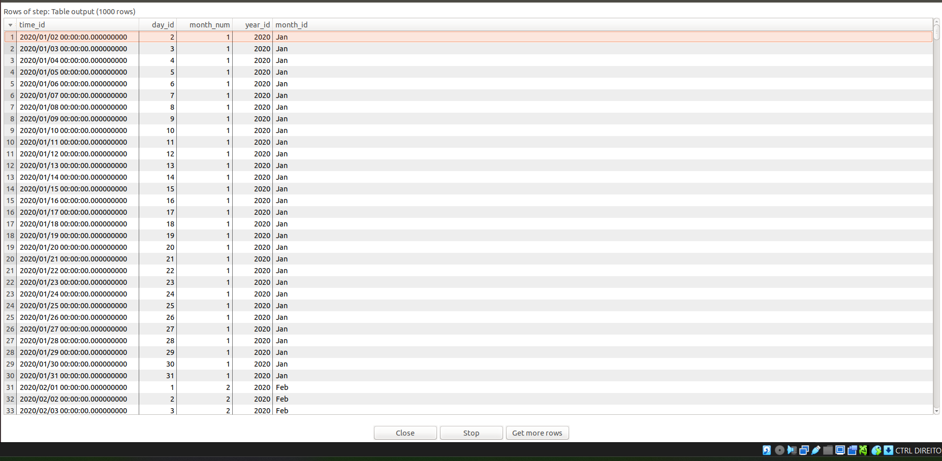 Rows of step: Table output (1000 rows)
time_id day_id month_num year_id month_id
1 2020/01/02 00:00:00.000000000 2 1 2020 Jan
2 2020/01/03 00:00:00.000000000 3 1 2020 Jan
3 2020/01/04 00:00:00.000000000 4 1 2020 Jan
4 2020/01/05 00:00:00.000000000 5 1 2020 Jan
5 2020/01/06 00:00:00.000000000 6 1 2020 Jan
6 2020/01/07 00:00:00.000000000 7 1 2020 Jan
7 2020/01/08 00:00:00.000000000 8 1 2020 Jan
8 2020/01/09 00:00:00.000000000 9 1 2020 Jan
9 2020/01/10 00:00:00.000000000 10 1 2020 Jan
10 2020/01/11 00:00:00.000000000 11 1 2020 Jan
11 2020/01/12 00:00:00.000000000 12 1 2020 Jan
12 2020/01/13 00:00:00.000000000 13 1 2020 Jan
13 2020/01/14 00:00:00.000000000 14 1 2020 Jan
14 2020/01/15 00:00:00.000000000 15 1 2020 Jan
15 2020/01/16 00:00:00.000000000 16 1 2020 Jan
16 2020/01/17 00:00:00.000000000 17 1 2020 Jan
17 2020/01/18 00:00:00.000000000 18 1 2020 Jan
18 2020/01/19 00:00:00.000000000 19 1 2020 Jan
19 2020/01/20 00:00:00.000000000 20 1 2020 Jan
20 2020/01/21 00:00:00.000000000 21 1 2020 Jan
21 2020/01/22 00:00:00.000000000 22 1 2020 Jan
22 2020/01/23 00:00:00.000000000 23 1 2020 Jan
23 2020/01/24 00:00:00.000000000 24 1 2020 Jan
24 2020/01/25 00:00:00.000000000 25 1 2020 Jan
25 2020/01/26 00:00:00.000000000 26 1 2020 Jan
26 2020/01/27 00:00:00.000000000 27 1 2020 Jan
27 2020/01/28 00:00:00.000000000 28 1 2020 Jan
28 2020/01/29 00:00:00.000000000 29 1 2020 Jan
29 2020/01/30 00:00:00.000000000 30 1 2020 Jan
30 2020/01/31 00:00:00.000000000 31 1 2020 Jan
31 2020/02/01 00:00:00.000000000 1 2 2020 Feb
32 2020/02/02 00:00:00.000000000 2 2 2020 Feb
33 2020/02/03 00:00:00.000000000 3 2 2020 Feb
Close Stop Get more rows
CTRL DIREITO